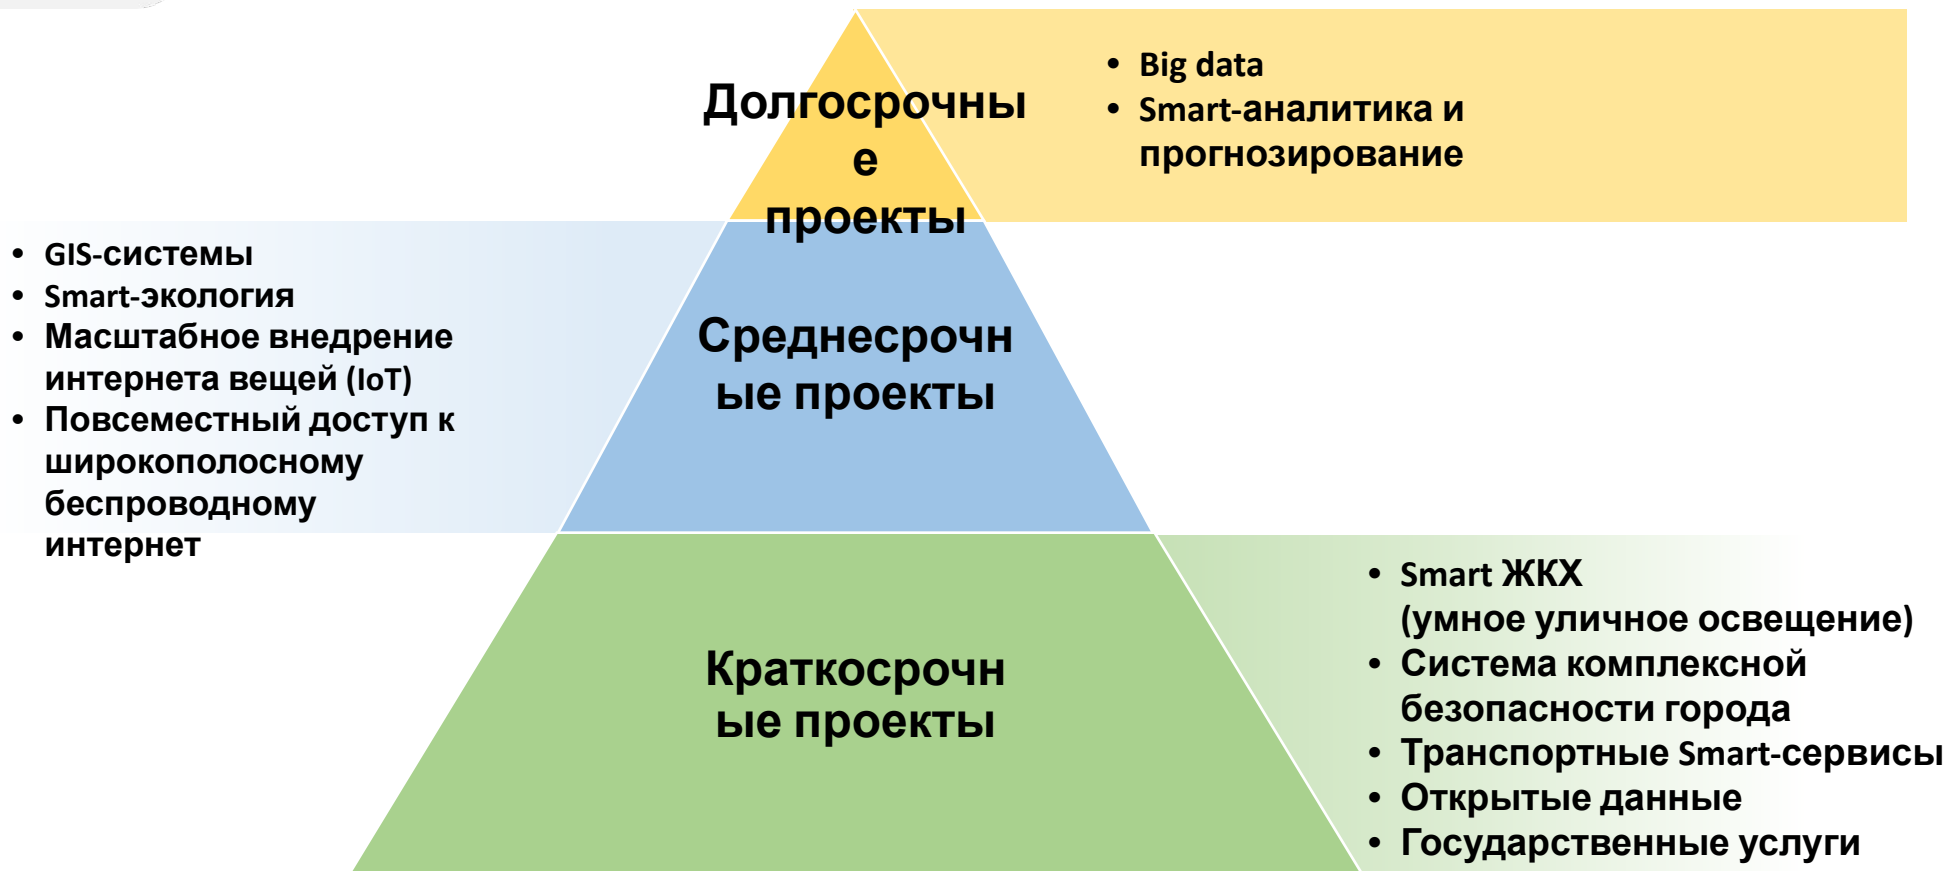 Долгосрочны
е
проекты
• Big data
• Smart-аналитика и
прогнозирование
• GIS-системы
• Smart-экология
• Масштабное внедрение
интернета вещей (IoT)
• Повсеместный доступ к
широкополосному
беспроводному
интернет
Среднесрочн
ые проекты
Краткосрочн
ые проекты
• Smart ЖКХ
(умное уличное освещение)
• Система комплексной
безопасности города
• Транспортные Smart-сервисы
• Открытые данные
• Государственные услуги